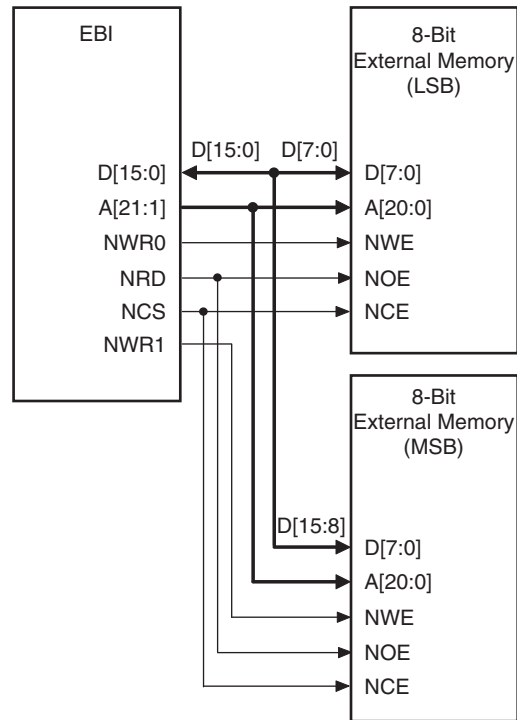 EBI
8-Bit
External Memory
(LSB)
D[15:0]
D[7:0]
D[15:0]
D[7:0]
A[21:1]
A[20:0]
NWR0
NWE
NRD
NOE
NCS
NCE
NWR1
8-Bit
External Memory
(MSB)
D[15:8]
D[7:0]
A[20:0]
NWE
NOE
NCE